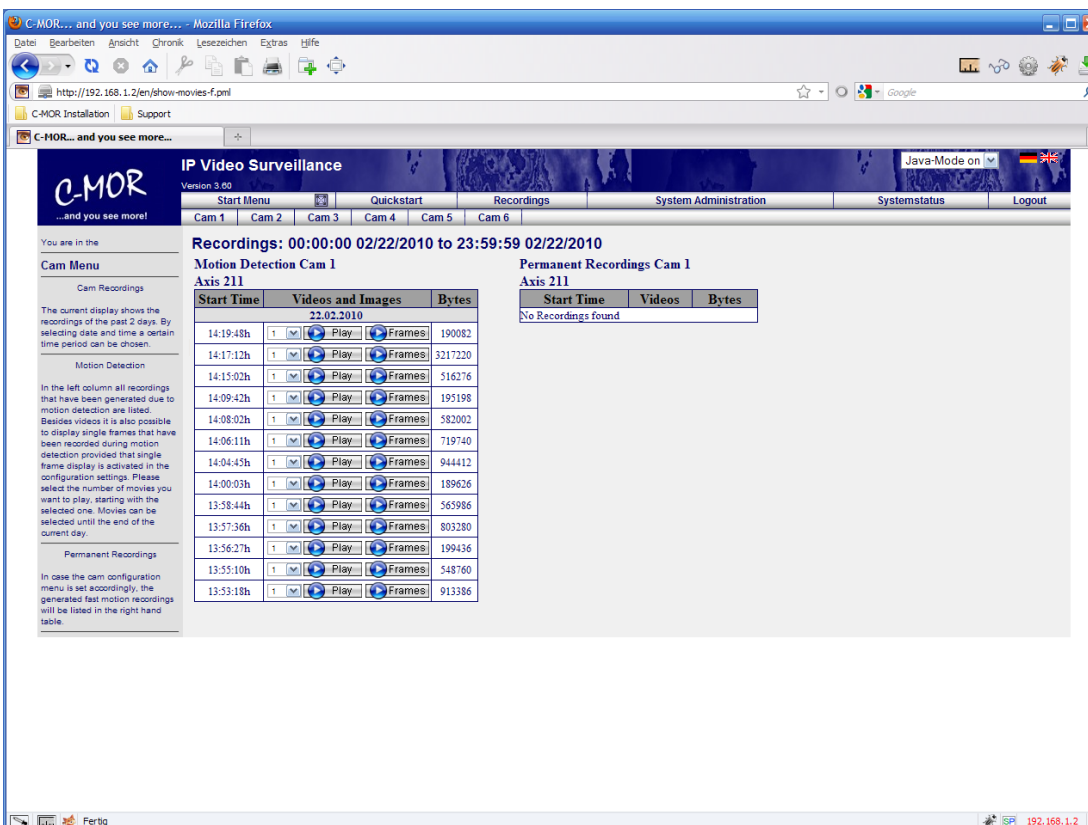 C-MOR... and you see more... - Mozilla Firefox
Datei Bearbeiten Ansicht Chronik Lesezeichen Extras Hilfe
http://192.168.1.2/en/show-movies-f.pml
Google
C-MOR Installation Support
C-MOR... and you see more...
C-MOR
...and you see more!
IP Video Surveillance
Version 3.60
Java-Mode on
Start Menu Quickstart Recordings System Administration Systemstatus Logout
Cam 1 Cam 2 Cam 3 Cam 4 Cam 5 Cam 6
You are in the
Cam Menu
Cam Recordings
The current display shows the
recordings of the past 2 days. By
selecting date and time a certain
time period can be chosen.
Motion Detection
In the left column all recordings
that have been generated due to
motion detection are listed.
Besides videos it is also possible
to display single frames that have
been recorded during motion
detection provided that single
frame display is activated in the
configuration settings. Please
select the number of movies you
want to play, starting with the
selected one. Movies can be
selected until the end of the
current day.
Permanent Recordings
In case the cam configuration
menu is set accordingly, the
generated fast motion recordings
will be listed in the right hand
table.
Recordings: 00:00:00 02/22/2010 to 23:59:59 02/22/2010
Motion Detection Cam 1
Axis 211
Start Time Videos and Images Bytes
22.02.2010
14:19:48h 1 Play Frames 190082
14:17:12h 1 Play Frames 3217220
14:15:02h 1 Play Frames 516276
14:09:42h 1 Play Frames 195198
14:08:02h 1 Play Frames 582002
14:06:11h 1 Play Frames 719740
14:04:45h 1 Play Frames 944412
14:00:03h 1 Play Frames 189626
13:58:44h 1 Play Frames 565986
13:57:36h 1 Play Frames 803280
13:56:27h 1 Play Frames 199436
13:55:10h 1 Play Frames 548760
13:53:18h 1 Play Frames 913386
Permanent Recordings Cam 1
Axis 211
Start Time Videos Bytes
No Recordings found
Fertig
SP 192.168.1.2